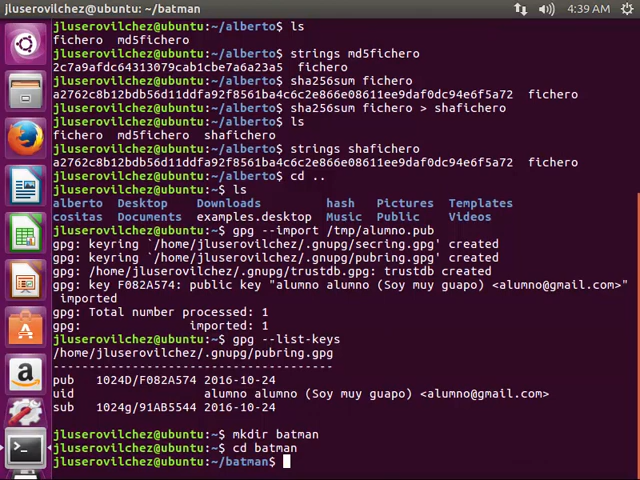 jluserovilchez@ubuntu: ~/batman
4:39 AM
jluserovilchez@ubuntu:~/alberto$ ls
fichero  md5fichero
jluserovilchez@ubuntu:~/alberto$ strings md5fichero
2c7a9afdc64313079cab1cbe7a6a23a5  fichero
jluserovilchez@ubuntu:~/alberto$ sha256sum fichero
a2762c8b12bdb56d11ddfa92f8561ba4c6c2f866811ee9daf0dc94e6f5a72  fichero
jluserovilchez@ubuntu:~/alberto$ sha256sum fichero > shafichero
jluserovilchez@ubuntu:~/alberto$ ls
fichero  md5fichero  shafichero
jluserovilchez@ubuntu:~/alberto$ strings shafichero
a2762c8b12bdb56d11ddfa92f8561ba4c6c2f866811ee9daf0dc94e6f5a72  fichero
jluserovilchez@ubuntu:~/alberto$ cd ..
jluserovilchez@ubuntu:~$ ls
alberto  Desktop  Downloads  hash  Pictures  Templates
cositas  Documents  examples.desktop  Music  Public  Videos
jluserovilchez@ubuntu:~$ gpg --import /tmp/alumno.pub
gpg: keyring `/home/jluserovilchez/.gnupg/secring.gpg' created
gpg: keyring `/home/jluserovilchez/.gnupg/pubring.gpg' created
gpg: /home/jluserovilchez/.gnupg/trustdb.gpg: trustdb created
gpg: key F082A574: public key "alumno alumno (Soy muy guapo) <alumno@gmail.com>"
imported
gpg: Total number processed: 1
gpg:               imported: 1
jluserovilchez@ubuntu:~$ gpg --list-keys
/home/jluserovilchez/.gnupg/pubring.gpg
---------------------------------------
pub   1024D/F082A574 2016-10-24
uid                  alumno alumno (Soy muy guapo) <alumno@gmail.com>
sub   1024g/91AB5544 2016-10-24
jluserovilchez@ubuntu:~$ mkdir batman
jluserovilchez@ubuntu:~$ cd batman
jluserovilchez@ubuntu:~/batman$